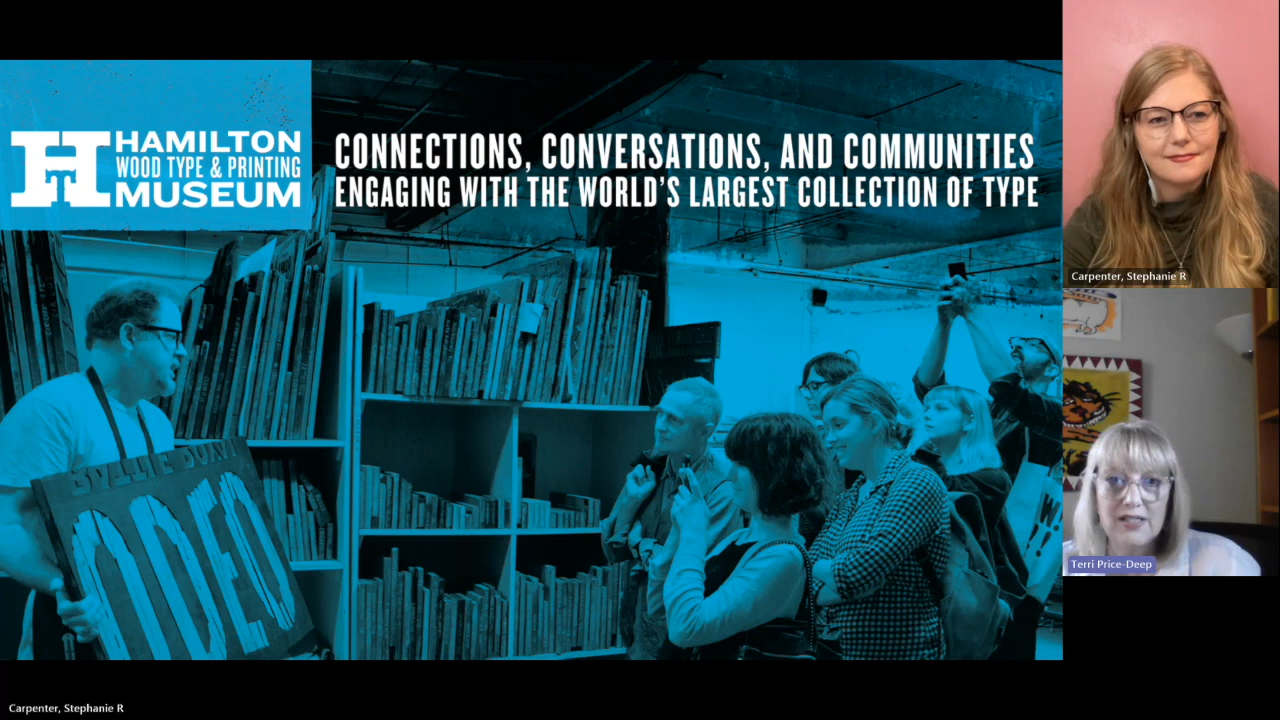 HAMILTON
WOOD TYPE & PRINTING
MUSEUM
CONNECTIONS, CONVERSATIONS, AND COMMUNITIES
ENGAGING WITH THE WORLD'S LARGEST COLLECTION OF TYPE
Carpenter, Stephanie R
Terri Price-Deep
Carpenter, Stephanie R